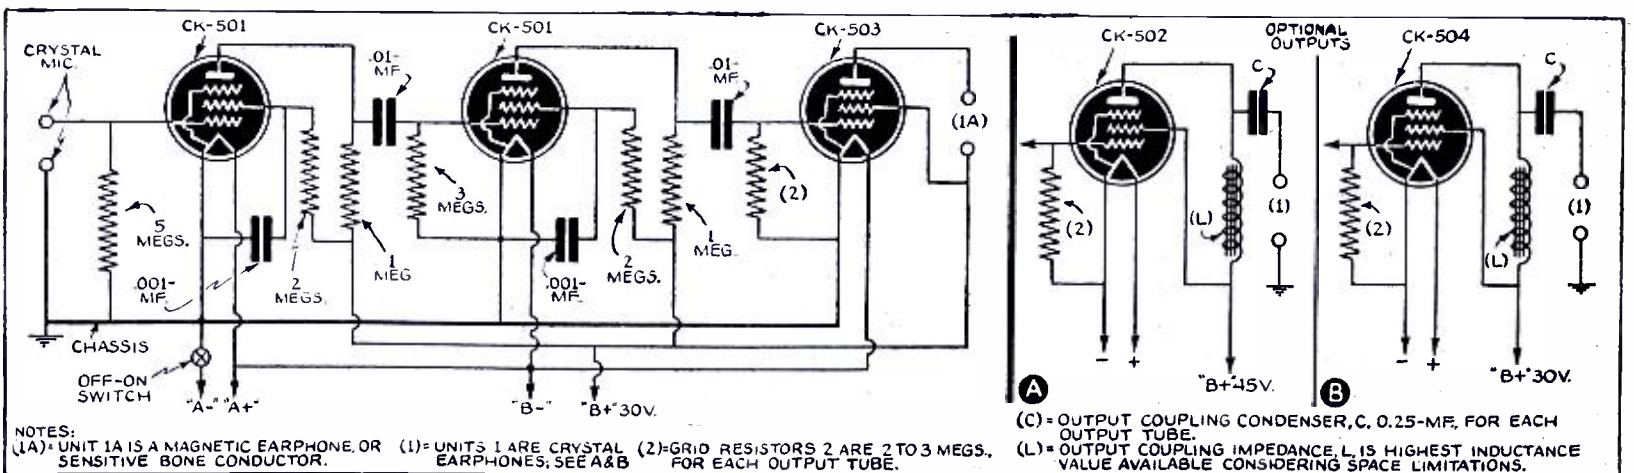 CK-501
CK-501
CK-503
OPTIONAL
OUTPUTS
CK-502
CK-504
CRYSTAL
MIC.
.01-
MF.
.01-
MF.
(1A)
C
C
5
MEGS.
.001-
MF.
2
MEGS.
1
MEG
3
MEGS.
.001-
MF.
2
MEGS.
1
MEG.
(2)
(2)
(L)
(1)
(2)
(L)
(1)
CHASSIS
OFF-ON
SWITCH
"A-" "A+"
"B-"
"B+" 30V.
- +
"B+" 45V.
- +
"B+" 30V.
A
B
NOTES:
(1A)= UNIT 1A IS A MAGNETIC EARPHONE, OR
SENSITIVE BONE CONDUCTOR.
(1)= UNITS 1 ARE CRYSTAL
EARPHONES; SEE A&B
(2)=GRID RESISTORS 2 ARE 2 TO 3 MEGS.,
FOR EACH OUTPUT TUBE.
(C)= OUTPUT COUPLING CONDENSER, C, 0.25-MF., FOR EACH
OUTPUT TUBE.
(L)= OUTPUT COUPLING IMPEDANCE, L, IS HIGHEST INDUCTANCE
VALUE AVAILABLE CONSIDERING SPACE LIMITATIONS.